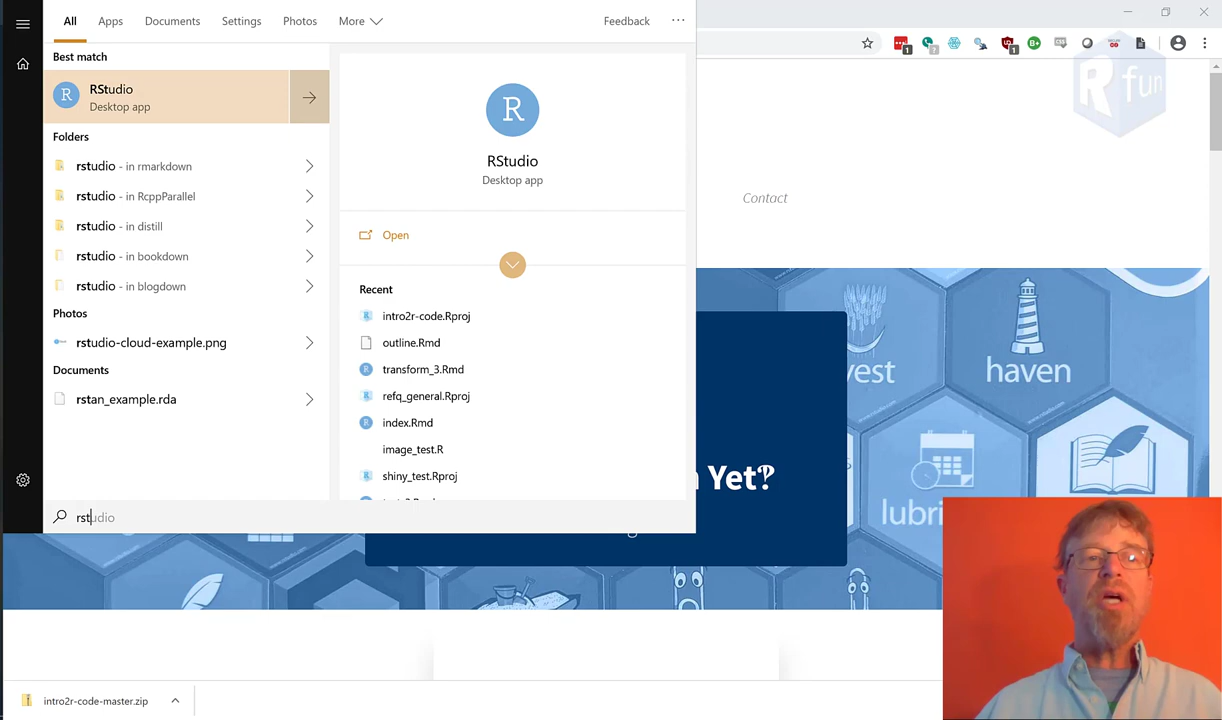 All Apps Documents Settings Photos More Feedback ...
Best match
R RStudio
Desktop app
Folders
rstudio - in rmarkdown
rstudio - in RcppParallel
rstudio - in distill
rstudio - in bookdown
rstudio - in blogdown
Photos
rstudio-cloud-example.png
Documents
rstan_example.rda
R
RStudio
Desktop app
Open
Recent
intro2r-code.Rproj
outline.Rmd
transform_3.Rmd
refq_general.Rproj
index.Rmd
image_test.R
shiny_test.Rproj
rstudio
R fun
Contact
vest
haven
n Yet‽
lubri
intro2r-code-master.zip